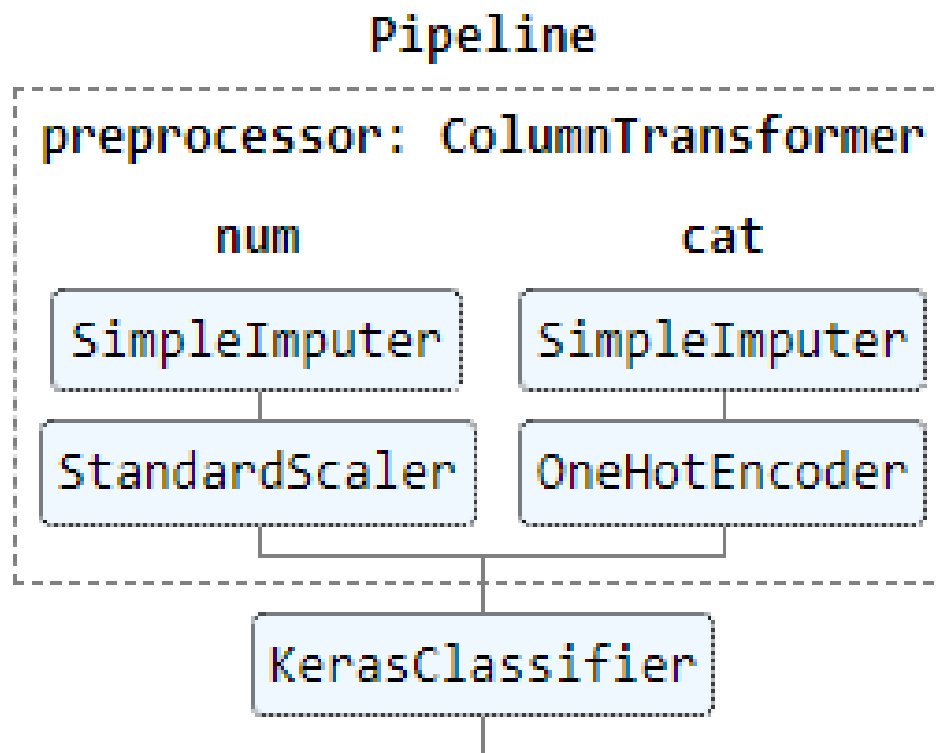 Pipeline
preprocessor: ColumnTransformer
num
cat
SimpleImputer
SimpleImputer
StandardScaler
OneHotEncoder
KerasClassifier